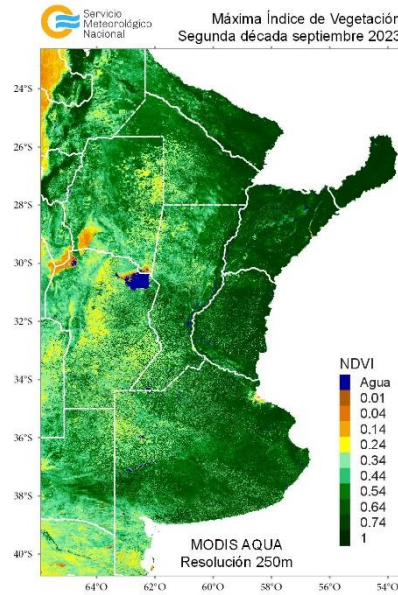 Servicio
Meteorológico
Nacional
Máxima Índice de Vegetación
Segunda década septiembre 2023
24°S
26°S
28°S
30°S
32°S
34°S
36°S
38°S
40°S
NDVI
Agua
0.01
0.04
0.14
0.24
0.34
0.44
0.54
0.64
0.74
1
MODIS AQUA
Resolución 250m
64°O
62°O
60°O
58°O
56°O
54°O